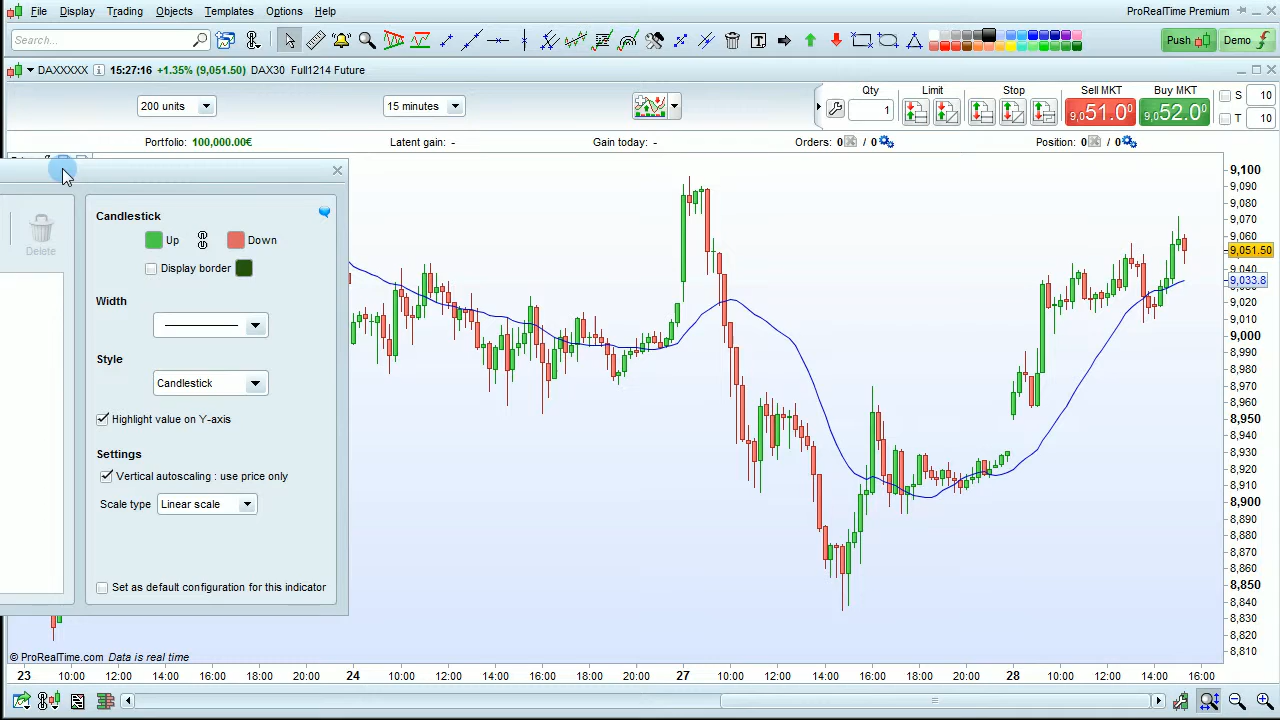 File Display Trading Objects Templates Options Help ProRealTime Premium
Search... Push Demo
DAXXXXX 15:27:16 +1.35% (9,051.50) DAX30 Full1214 Future
Qty Limit Stop Sell MKT Buy MKT S 10
200 units 15 minutes 1 9,051.0⁰ 9,052.0⁰ T 10
Portfolio: 100,000.00€ Latent gain: - Gain today: - Orders: 0 / 0 Position: 0 / 0
Candlestick
Up Down
Delete
Display border
Width
Style
Candlestick
Highlight value on Y-axis
Settings
Vertical autoscaling : use price only
Scale type Linear scale
Set as default configuration for this indicator
9,100
9,090
9,080
9,070
9,060
9,051.50
9,040
9,033.8
9,020
9,010
9,000
8,990
8,980
8,970
8,960
8,950
8,940
8,930
8,920
8,910
8,900
8,890
8,880
8,870
8,860
8,850
8,840
8,830
8,820
8,810
© ProRealTime.com Data is real time
23 10:00 12:00 14:00 16:00 18:00 20:00 24 10:00 12:00 14:00 16:00 18:00 20:00 27 10:00 12:00 14:00 16:00 18:00 20:00 28 10:00 12:00 14:00 16:00